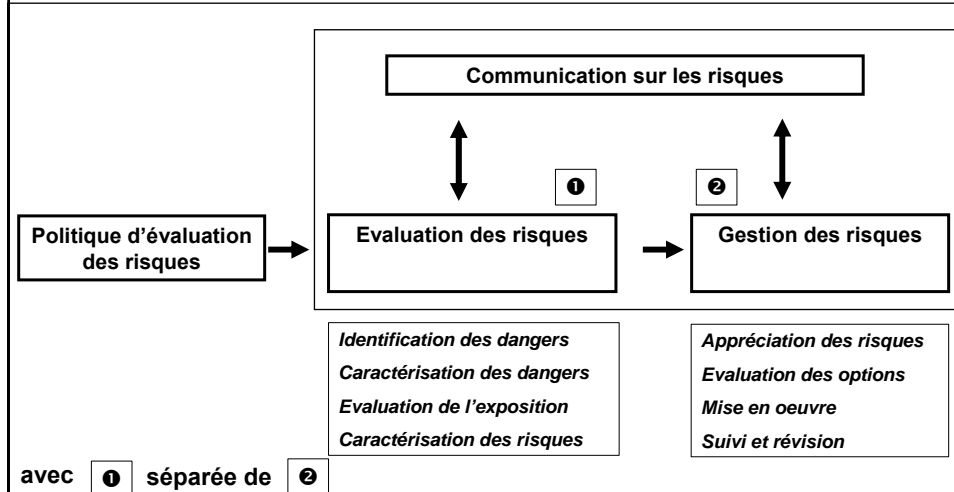 Communication sur les risques
❶
❷
Politique d'évaluation
des risques
Evaluation des risques
Gestion des risques
Identification des dangers
Caractérisation des dangers
Evaluation de l'exposition
Caractérisation des risques
Appréciation des risques
Evaluation des options
Mise en oeuvre
Suivi et révision
avec ❶ séparée de ❷